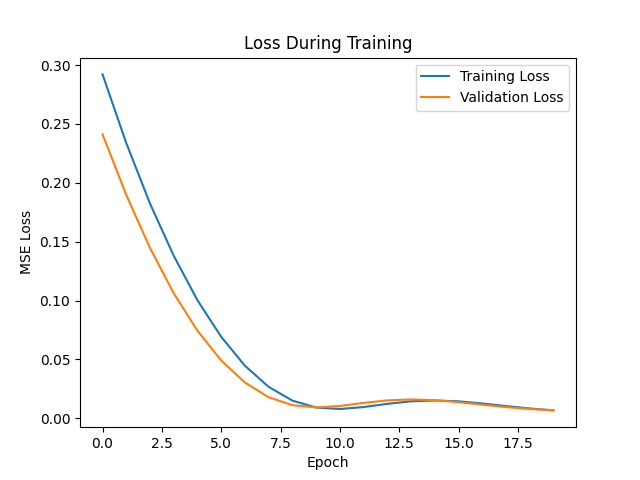 Loss During Training
Training Loss
Validation Loss
MSE Loss
0.30
0.25
0.20
0.15
0.10
0.05
0.00
0.0 2.5 5.0 7.5 10.0 12.5 15.0 17.5
Epoch